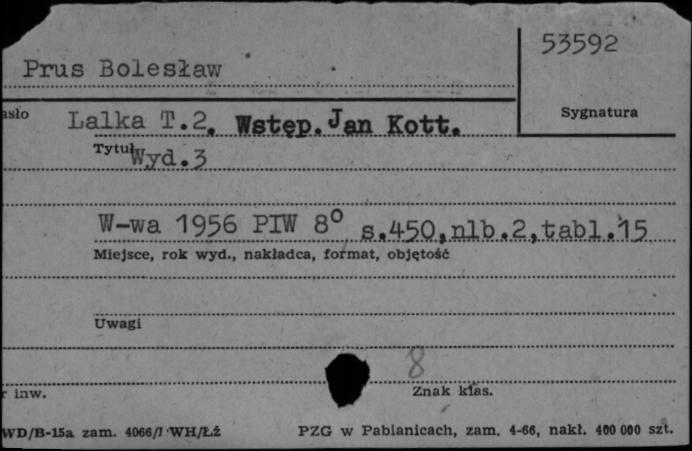 53592
Prus Bolesław
asło
Sygnatura
Lalka T.2. Wstęp. Jan Kott.
Tytuł
Wyd.3
W-wa 1956 PIW 8° s.450,nlb.2,tabl.15
Miejsce, rok wyd., nakładca, format, objętość
Uwagi
8
r inw.
Znak klas.
WD/B-15a zam. 4066/I WH/Łż
PZG w Pabianicach, zam. 4-66, nakł. 400 000 szt.